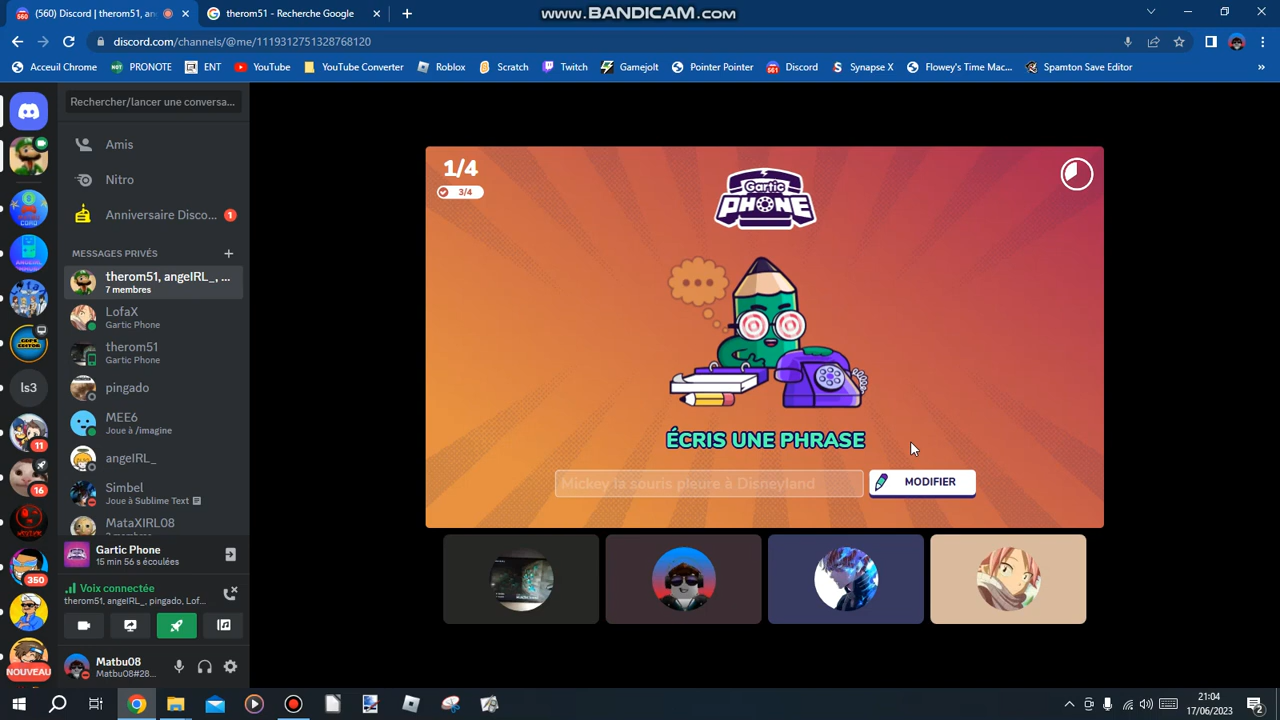 www.BANDICAM.com
(560) Discord | therom51, an
therom51 - Recherche Google
discord.com/channels/@me/1119312751328768120
Acceuil Chrome
PRONOTE
ENT
YouTube
YouTube Converter
Roblox
Scratch
Twitch
Gamejolt
Pointer Pointer
Discord
Synapse X
Flowey's Time Mac...
Spamton Save Editor
Rechercher/lancer une conversa...
Amis
Nitro
Anniversaire Disco...
1
MESSAGES PRIVÉS
therom51, angeIRL_, ...
7 membres
LofaX
Gartic Phone
therom51
Gartic Phone
pingado
MEE6
Joue à /imagine
angeIRL_
Simbel
Joue à Sublime Text
MataXIRL08
Gartic Phone
15 min 56 s écoulées
Voix connectée
therom51, angeIRL_, pingado, Lof...
Matbu08
Matbu08#28...
ls3
11
16
350
NOUVEAU
1/4
3/4
Gartic
PHONE
ÉCRIS UNE PHRASE
Mickey la souris pleure à Disneyland
MODIFIER
21:04
17/06/2023
2